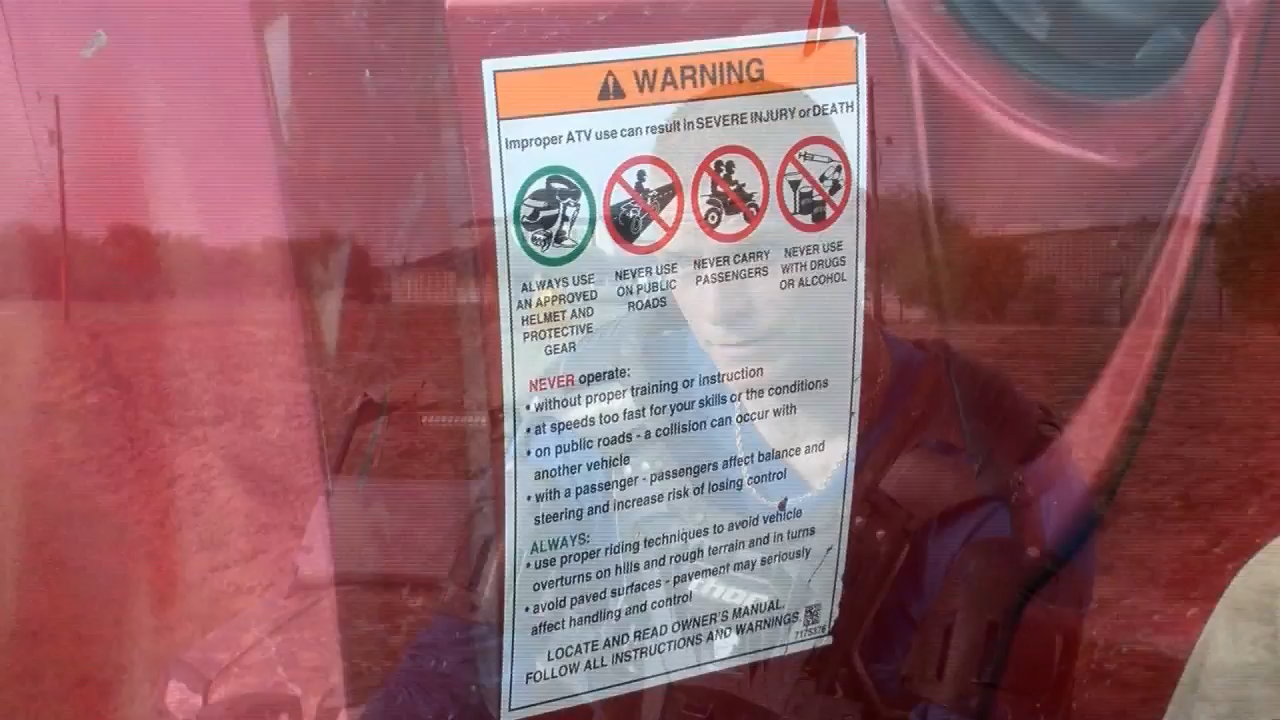 WARNING
Improper ATV use can result in SEVERE INJURY or DEATH
ALWAYS USE
AN APPROVED
HELMET AND
PROTECTIVE
GEAR
NEVER USE
ON PUBLIC
ROADS
NEVER CARRY
PASSENGERS
NEVER USE
WITH DRUGS
OR ALCOHOL
NEVER operate:
• without proper training or instruction
• at speeds too fast for your skills or the conditions
• on public roads - a collision can occur with
another vehicle
• with a passenger - passengers affect balance and
steering and increase risk of losing control
ALWAYS:
• use proper riding techniques to avoid vehicle
overturns on hills and rough terrain and in turns
• avoid paved surfaces - pavement may seriously
affect handling and control
LOCATE AND READ OWNER'S MANUAL.
FOLLOW ALL INSTRUCTIONS AND WARNINGS.